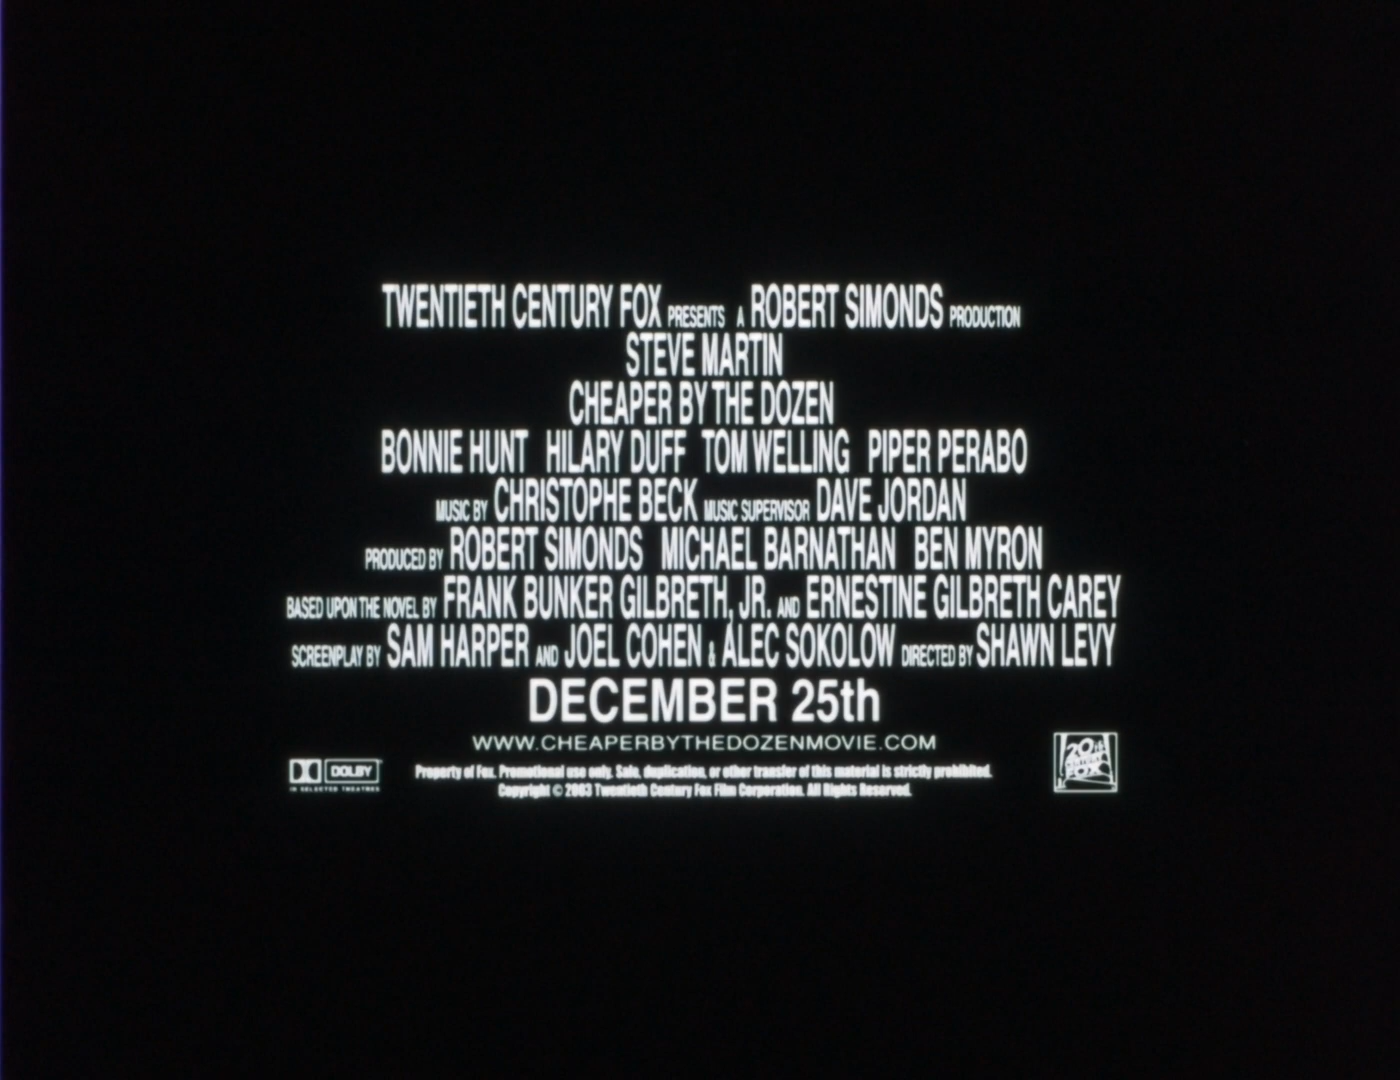 TWENTIETH CENTURY FOX PRESENTS A ROBERT SIMONDS PRODUCTION
STEVE MARTIN
CHEAPER BY THE DOZEN
BONNIE HUNT HILARY DUFF TOM WELLING PIPER PERABO
MUSIC BY CHRISTOPHE BECK MUSIC SUPERVISOR DAVE JORDAN
PRODUCED BY ROBERT SIMONDS MICHAEL BARNATHAN BEN MYRON
BASED UPON THE NOVEL BY FRANK BUNKER GILBRETH, JR. AND ERNESTINE GILBRETH CAREY
SCREENPLAY BY SAM HARPER AND JOEL COHEN & ALEC SOKOLOW DIRECTED BY SHAWN LEVY
DECEMBER 25th
WWW.CHEAPERBYTHEDOZENMOVIE.COM
DOLBY
IN SELECTED THEATRES
Property of Fox. Promotional use only. Sale, duplication, or other transfer of this material is strictly prohibited.
Copyright © 2003 Twentieth Century Fox Film Corporation. All Rights Reserved.
20th
CENTURY
FOX